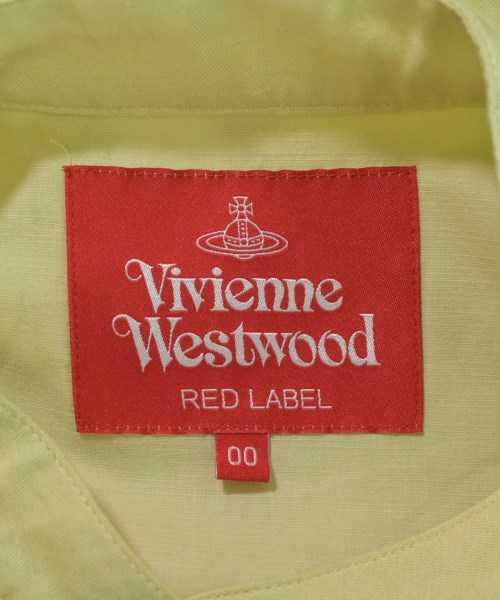 Vivienne
Westwood
RED LABEL
00